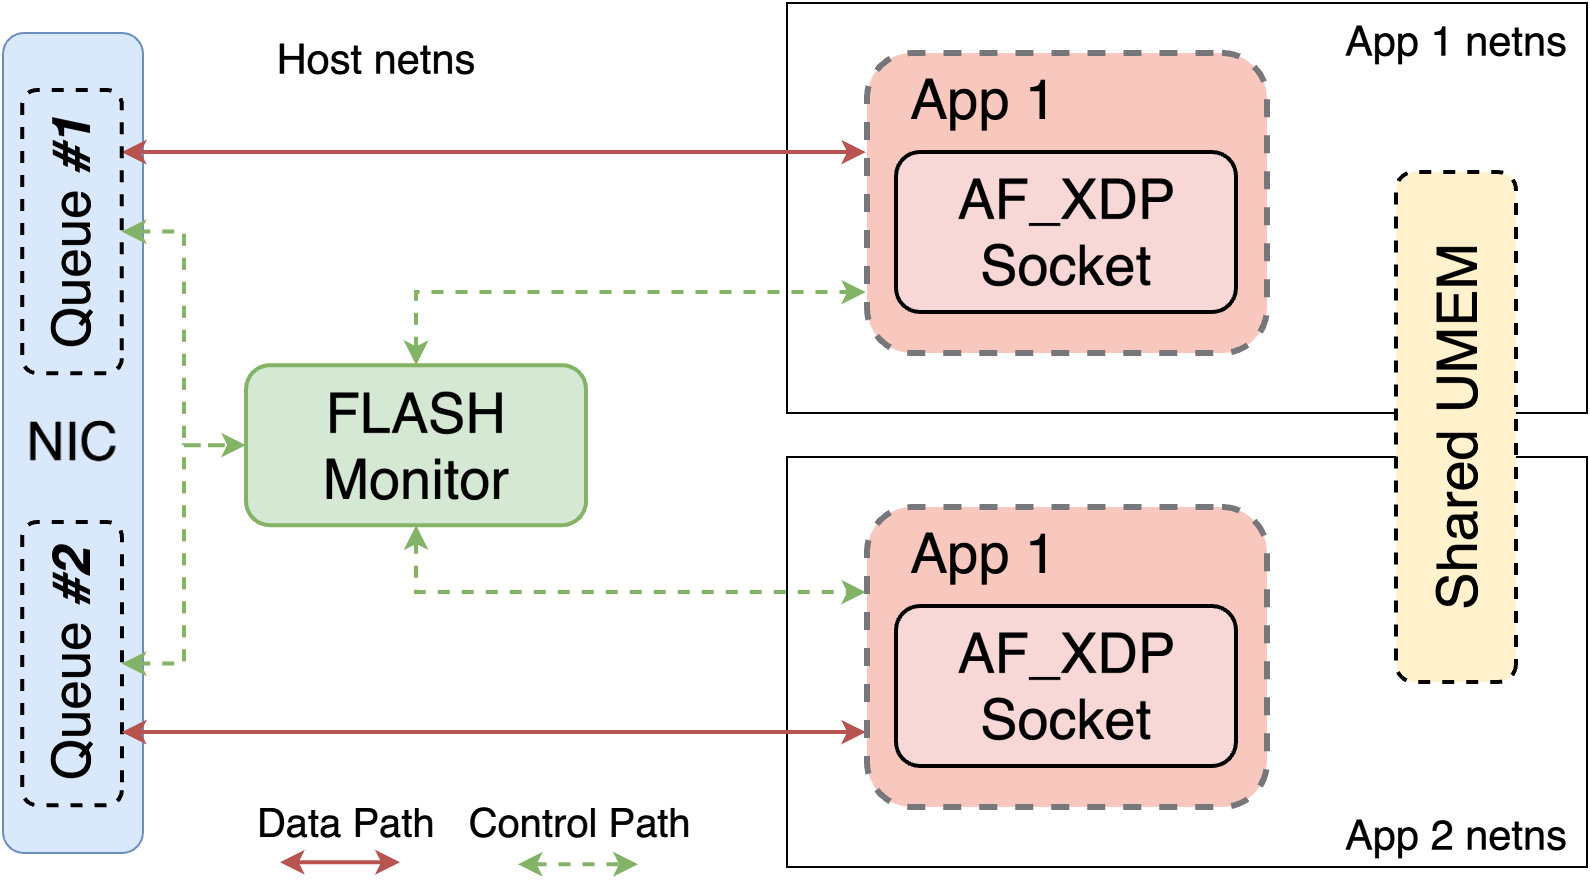 Host netns
App 1 netns
Queue #1
App 1
AF_XDP
Socket
NIC
FLASH
Monitor
Shared UMEM
Queue #2
App 1
AF_XDP
Socket
Data Path
Control Path
App 2 netns